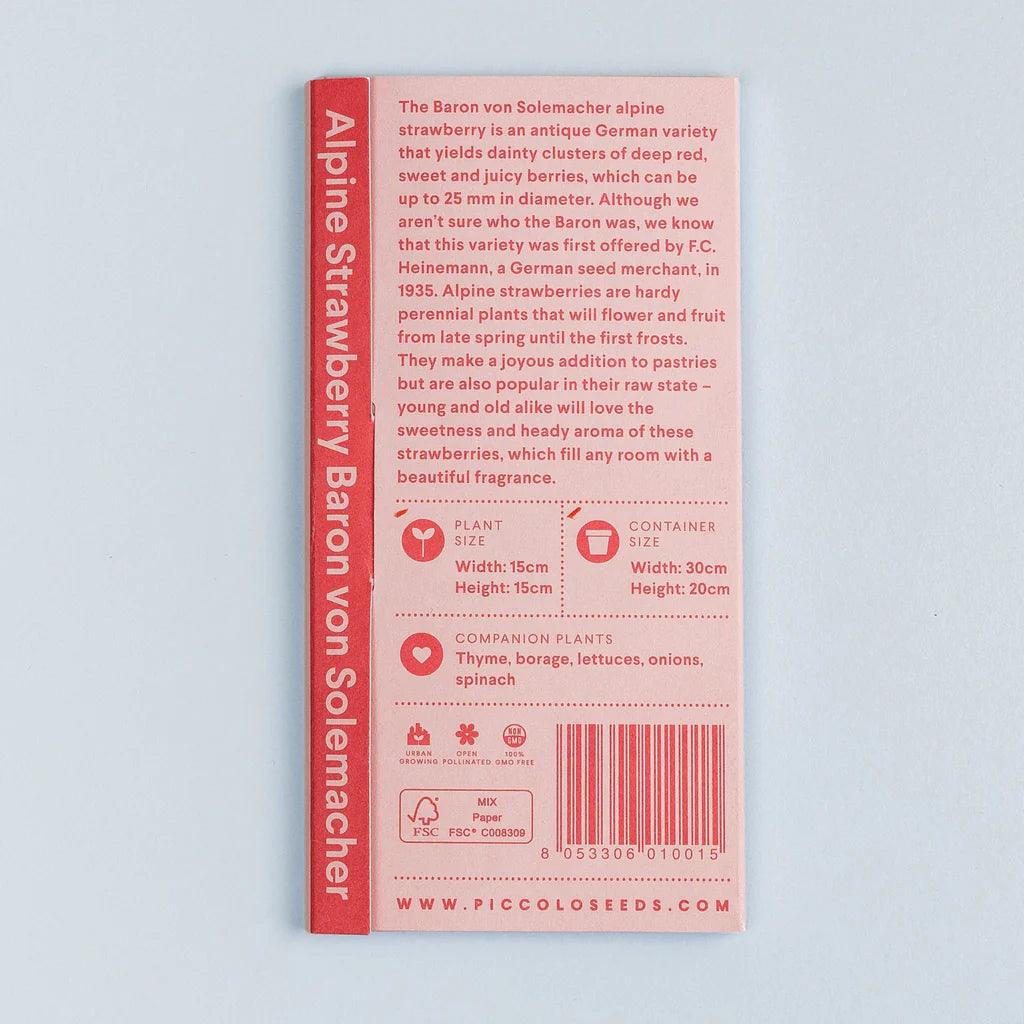 Alpine Strawberry Baron von Solemacher
The Baron von Solemacher alpine
strawberry is an antique German variety
that yields dainty clusters of deep red,
sweet and juicy berries, which can be
up to 25 mm in diameter. Although we
aren't sure who the Baron was, we know
that this variety was first offered by F.C.
Heinemann, a German seed merchant, in
1935. Alpine strawberries are hardy
perennial plants that will flower and fruit
from late spring until the first frosts.
They make a joyous addition to pastries
but are also popular in their raw state –
young and old alike will love the
sweetness and heady aroma of these
strawberries, which fill any room with a
beautiful fragrance.
PLANT
SIZE
Width: 15cm
Height: 15cm
CONTAINER
SIZE
Width: 30cm
Height: 20cm
COMPANION PLANTS
Thyme, borage, lettuces, onions,
spinach
URBAN
GROWING
OPEN
POLLINATED
NON
GMO
100%
GMO FREE
FSC
MIX
Paper
FSC® C008309
8 053306 010015
WWW.PICCOLOSEEDS.COM